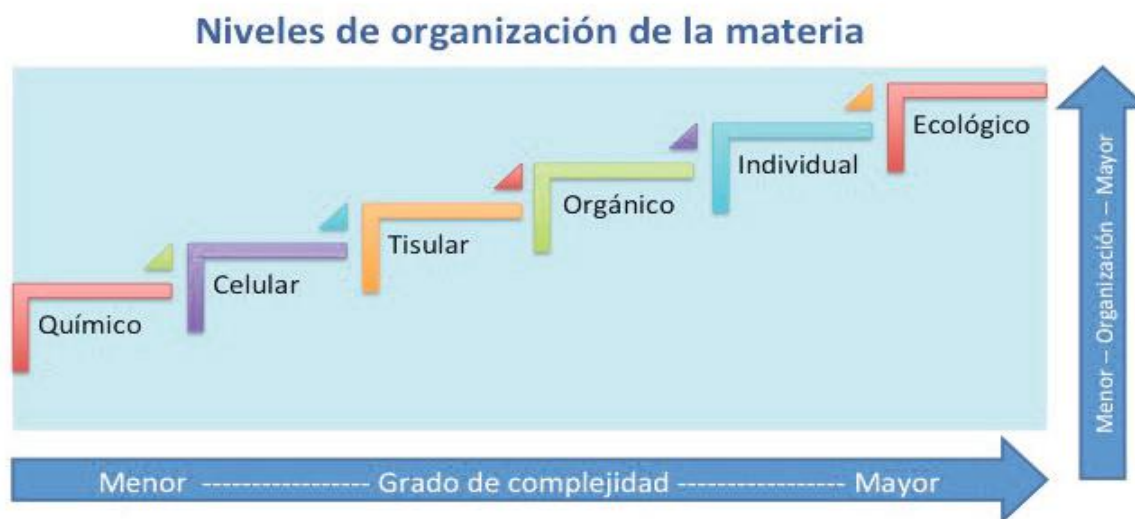 Niveles de organización de la materia
Ecológico
Individual
Orgánico
Tisular
Celular
Químico
Menor – Organización – Mayor
Menor ----------------- Grado de complejidad ----------------- Mayor